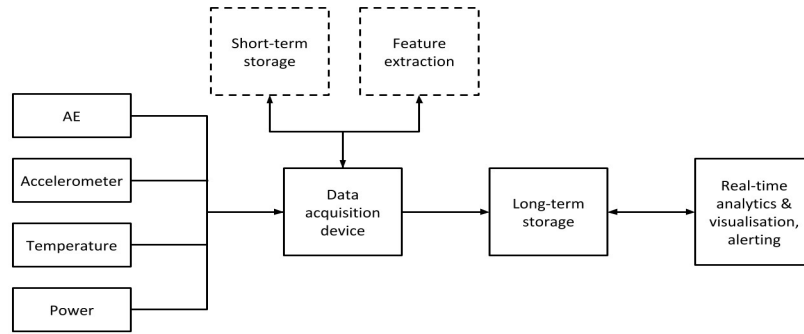 Short-term
storage
Feature
extraction
AE
Accelerometer
Temperature
Power
Data
acquisition
device
Long-term
storage
Real-time
analytics &
visualisation,
alerting